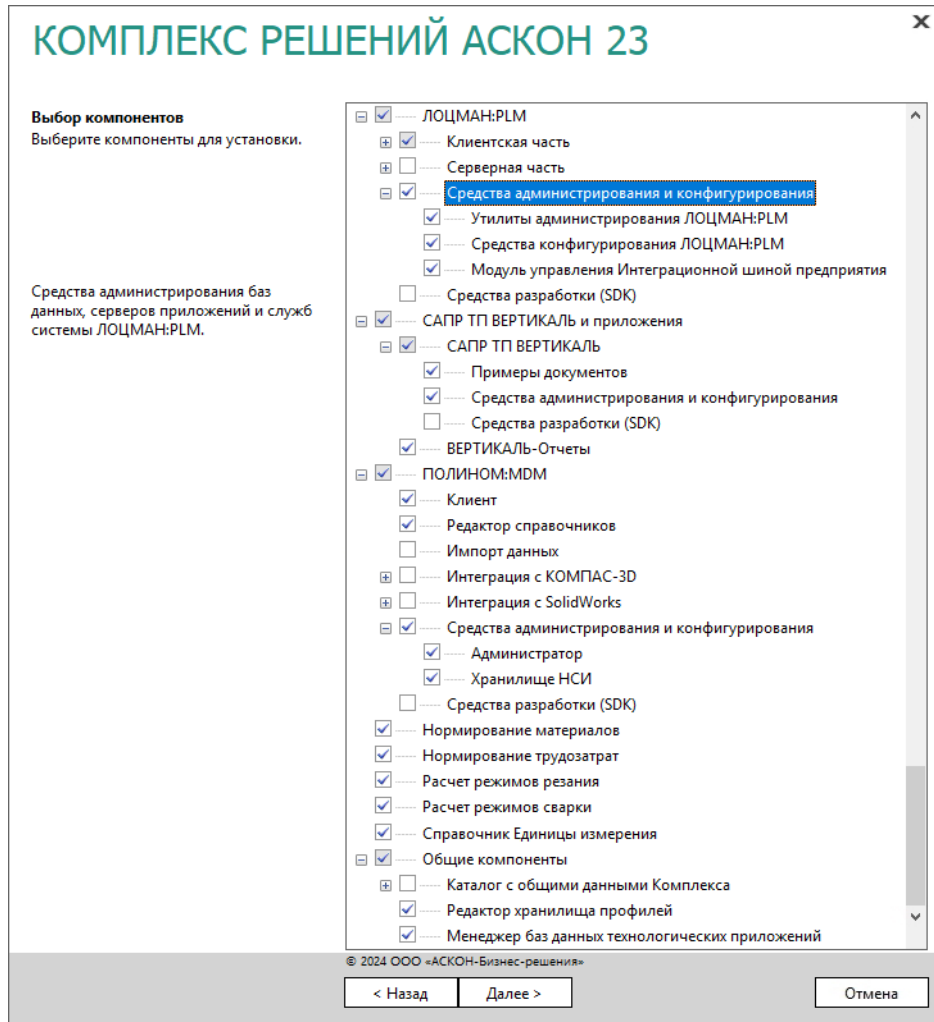 КОМПЛЕКС РЕШЕНИЙ АСКОН 23
Выбор компонентов
Выберите компоненты для установки.
Средства администрирования баз
данных, серверов приложений и служб
системы ЛОЦМАН:PLM.
ЛОЦМАН:PLM
Клиентская часть
Серверная часть
Средства администрирования и конфигурирования
Утилиты администрирования ЛОЦМАН:PLM
Средства конфигурирования ЛОЦМАН:PLM
Модуль управления Интеграционной шиной предприятия
Средства разработки (SDK)
САПР ТП ВЕРТИКАЛЬ и приложения
САПР ТП ВЕРТИКАЛЬ
Примеры документов
Средства администрирования и конфигурирования
Средства разработки (SDK)
ВЕРТИКАЛЬ-Отчеты
ПОЛИНОМ:MDM
Клиент
Редактор справочников
Импорт данных
Интеграция с КОМПАС-3D
Интеграция с SolidWorks
Средства администрирования и конфигурирования
Администратор
Хранилище НСИ
Средства разработки (SDK)
Нормирование материалов
Нормирование трудозатрат
Расчет режимов резания
Расчет режимов сварки
Справочник Единицы измерения
Общие компоненты
Каталог с общими данными Комплекса
Редактор хранилища профилей
Менеджер баз данных технологических приложений
© 2024 ООО «АСКОН-Бизнес-решения»
< Назад
Далее >
Отмена